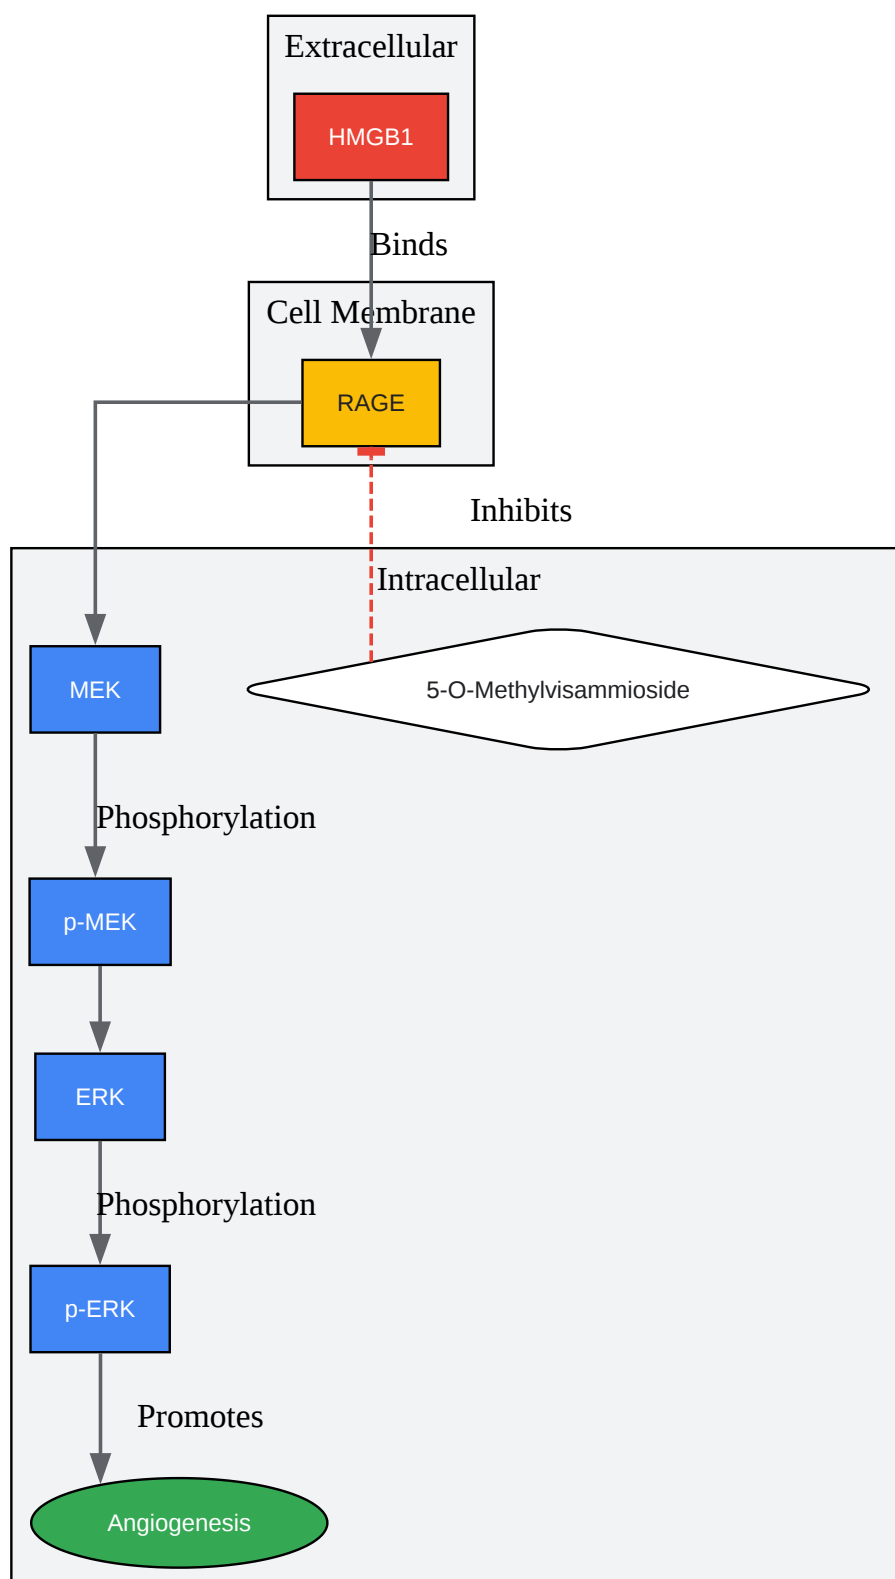 Extracellular
HMGB1
Binds
Cell Membrane
RAGE
Inhibits
Intracellular
MEK
5-O-Methylvisammioside
Phosphorylation
p-MEK
ERK
Phosphorylation
p-ERK
Promotes
Angiogenesis